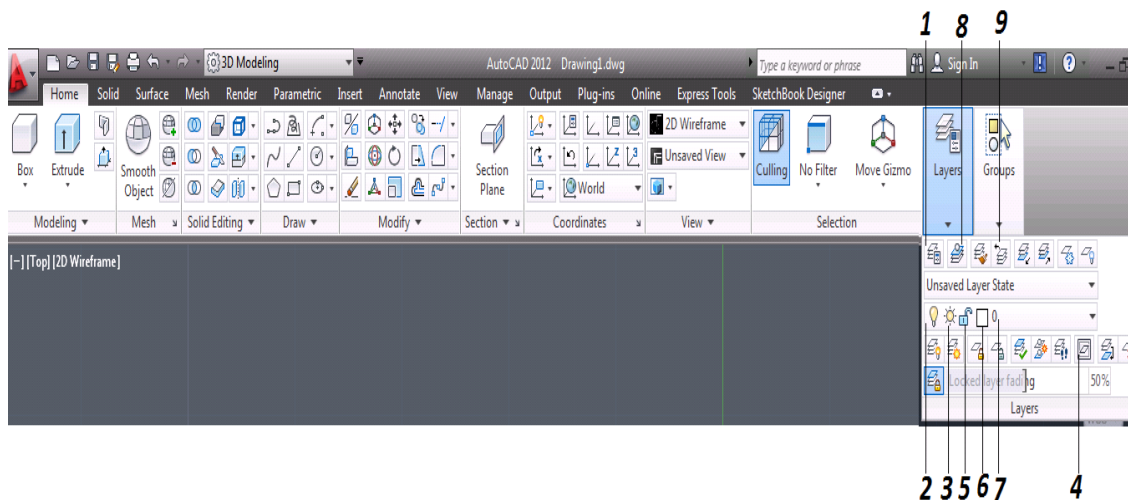 1 8 9
3D Modeling AutoCAD 2012 Drawing1.dwg Type a keyword or phrase Sign In
Home Solid Surface Mesh Render Parametric Insert Annotate View Manage Output Plug-ins Online Express Tools SketchBook Designer
2D Wireframe
Unsaved View
Box Extrude Smooth Object Section Plane Culling No Filter Move Gizmo Layers Groups
World
Modeling Mesh Solid Editing Draw Modify Section Coordinates View Selection
[−] [Top] [2D Wireframe]
Unsaved Layer State
0
Locked layer fading 50%
Layers
2 3 5 6 7 4